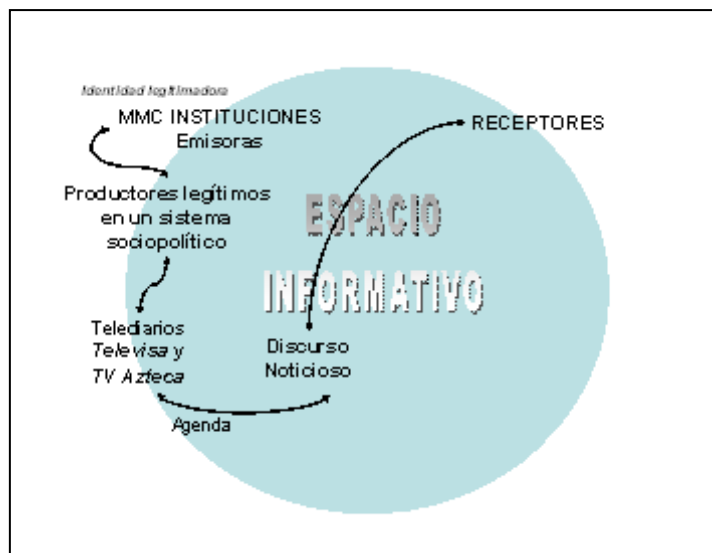 Identidad legitimadora
MMC INSTITUCIONES
Emisoras
RECEPTORES
Productores legítimos
en un sistema
sociopolítico
ESPACIO
INFORMATIVO
Telediarios
Televisa y
TV Azteca
Discurso
Noticioso
Agenda